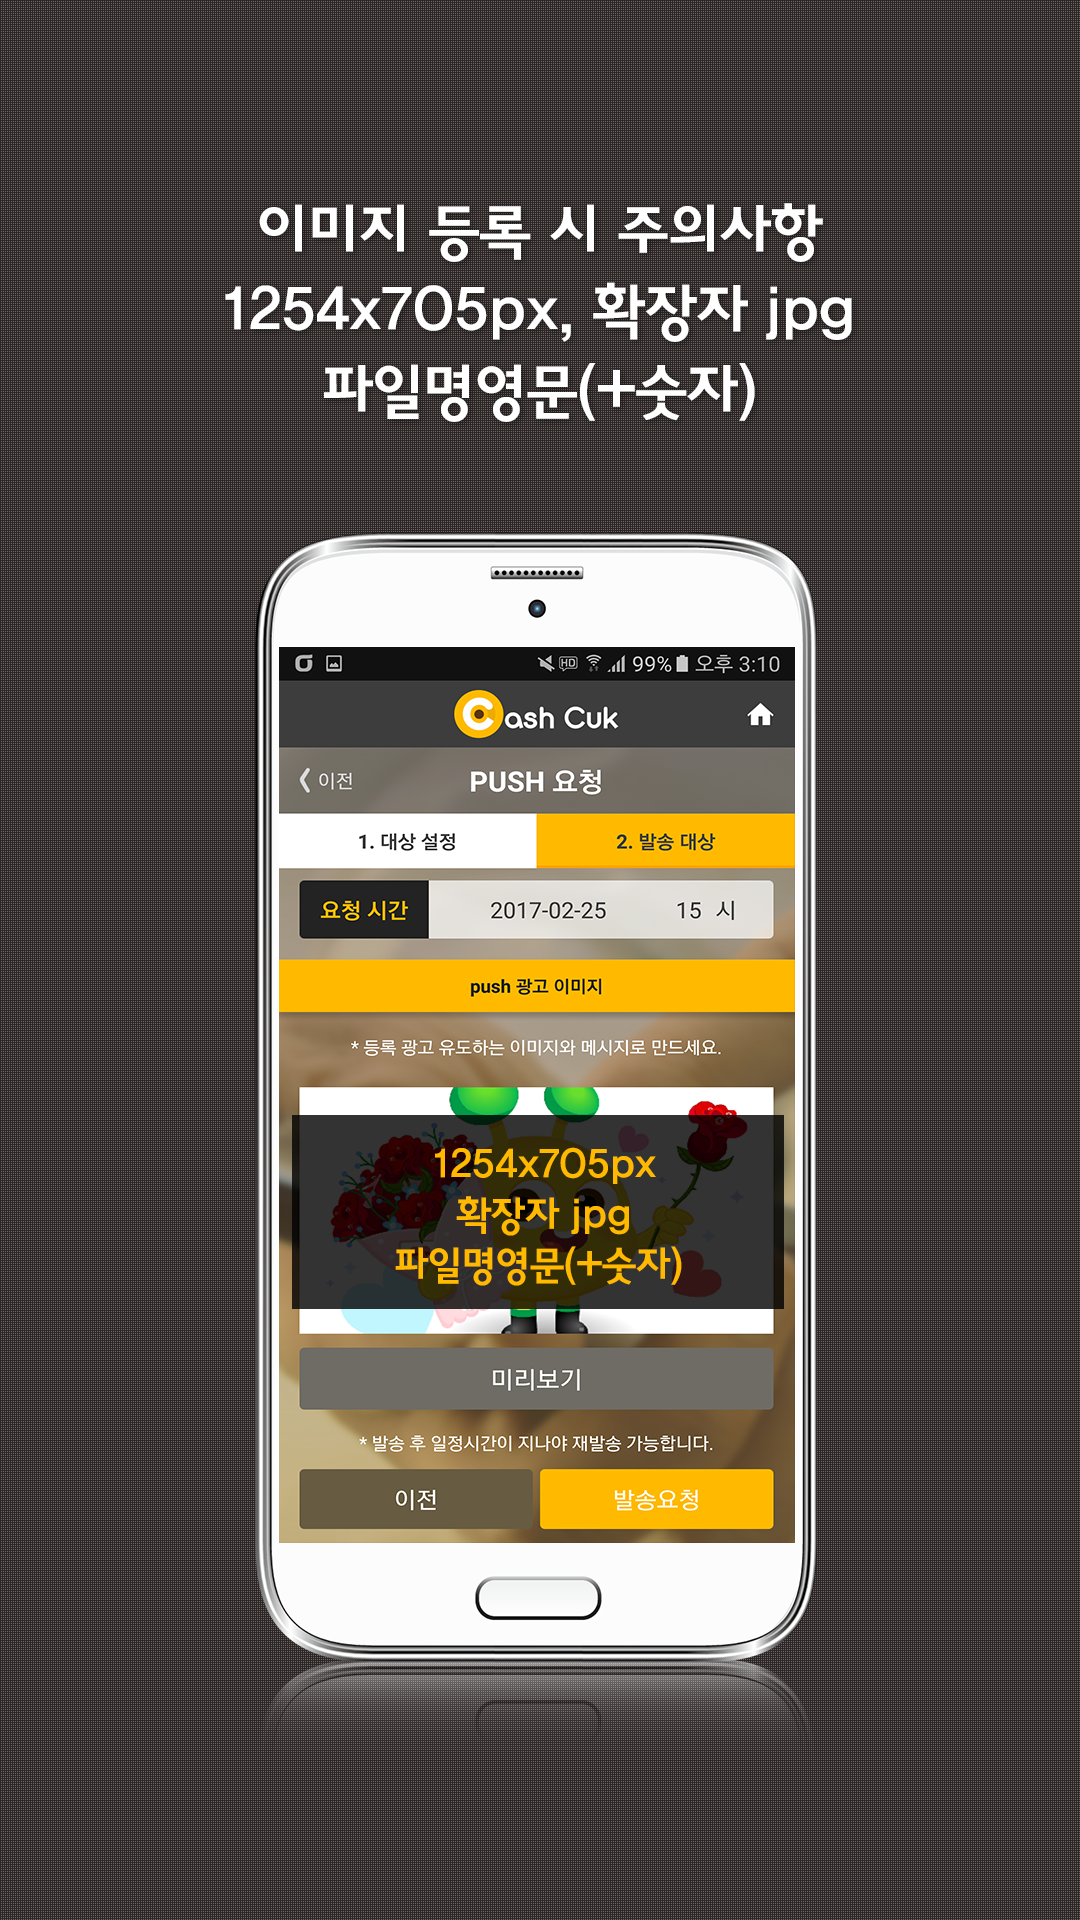 이미지 등록 시 주의사항
1254x705px, 확장자 jpg
파일명영문(+숫자)
HD 99% 오후 3:10
Cash Cuk
이전 PUSH 요청
1. 대상 설정 2. 발송 대상
요청 시간 2017-02-25 15 시
push 광고 이미지
* 등록 광고 유도하는 이미지와 메시지로 만드세요.
1254x705px
확장자 jpg
파일명영문(+숫자)
미리보기
* 발송 후 일정시간이 지나야 재발송 가능합니다.
이전 발송요청